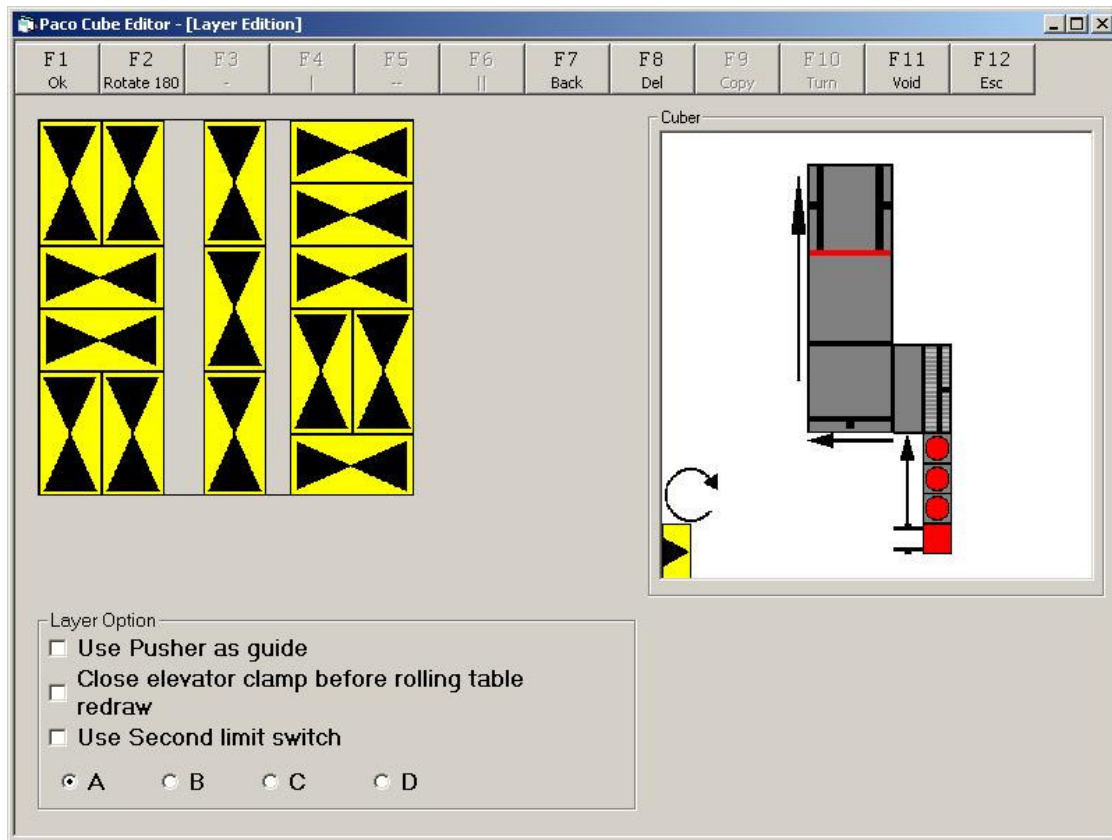 Paco Cube Editor - [Layer Edition]
F1 F2 F3 F4 F5 F6 F7 F8 F9 F10 F11 F12
Ok Rotate 180 - | -- || Back Del Copy Turn Void Esc
Cuber
Layer Option
Use Pusher as guide
Close elevator clamp before rolling table
redraw
Use Second limit switch
A B C D